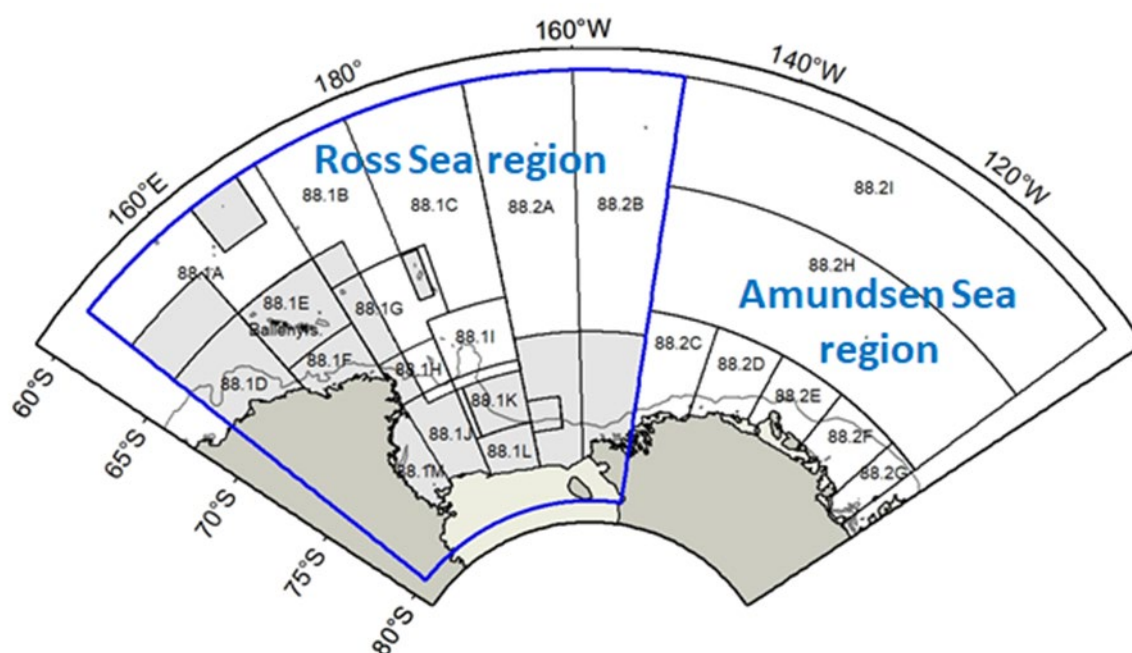 160°W
180°
140°W
160°E
120°W
Ross Sea region
88.1B
88.1C
88.2A
88.2B
88.2I
88.1A
88.2H
88.1E
Balleny Is.
88.1G
Amundsen Sea
region
88.1I
88.2C
88.2D
88.1F
88.1H
88.2E
88.1D
88.1K
88.1J
88.2F
88.1L
88.1M
88.2G
60°S
65°S
70°S
75°S
80°S